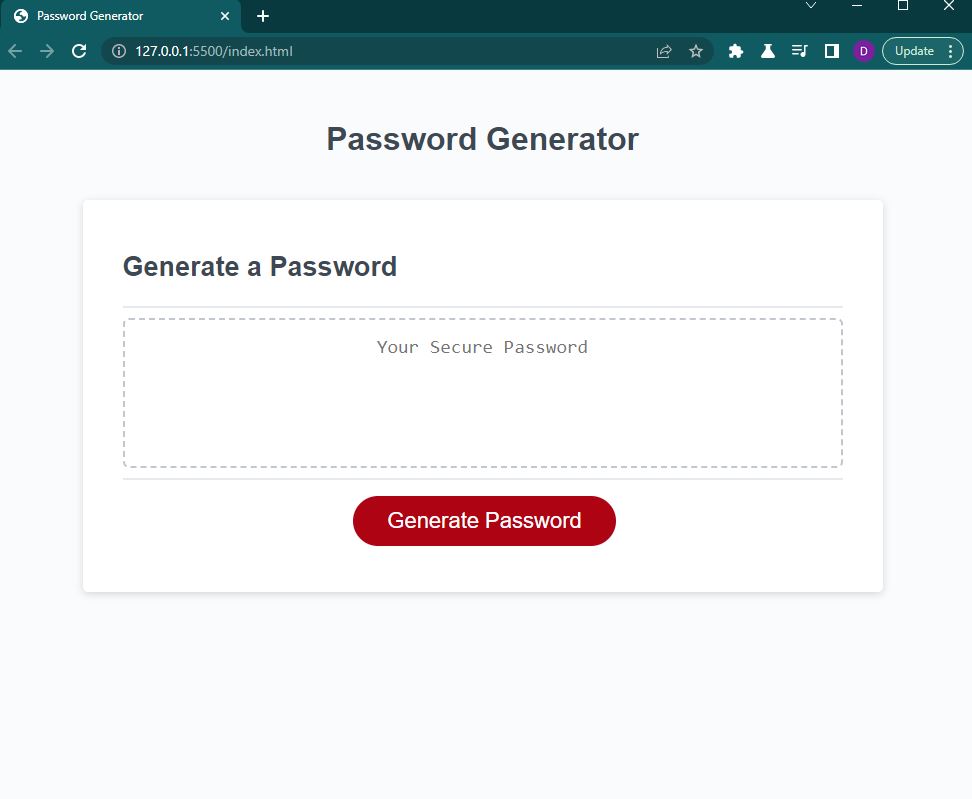 Password Generator
127.0.0.1:5500/index.html
D
Update
Password Generator
Generate a Password
Your Secure Password
Generate Password